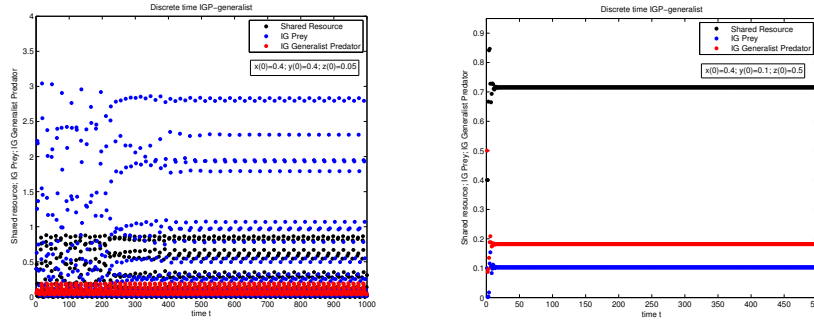 Discrete time IGP-generalist
4
3.5
3
2.5
2
1.5
1
0.5
0
Shared resource; IG Prey; IG Generalist Predator
Shared Resource
IG Prey
IG Generalist Predator
x(0)=0.4; y(0)=0.4; z(0)=0.05
0 100 200 300 400 500 600 700 800 900 1000
time t
Discrete time IGP-generalist
0.9
0.8
0.7
0.6
0.5
0.4
0.3
0.2
0.1
0
Shared resource; IG Prey; IG Generalist Predator
Shared Resource
IG Prey
IG Generalist Predator
x(0)=0.4; y(0)=0.1; z(0)=0.5
0 50 100 150 200 250 300 350 400 450 500
time t